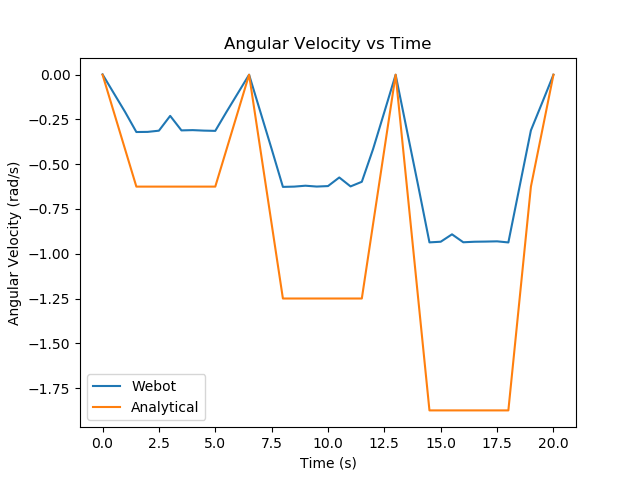 Angular Velocity vs Time
Angular Velocity (rad/s)
0.00
−0.25
−0.50
−0.75
−1.00
−1.25
−1.50
−1.75
Webot
Analytical
0.0 2.5 5.0 7.5 10.0 12.5 15.0 17.5 20.0
Time (s)